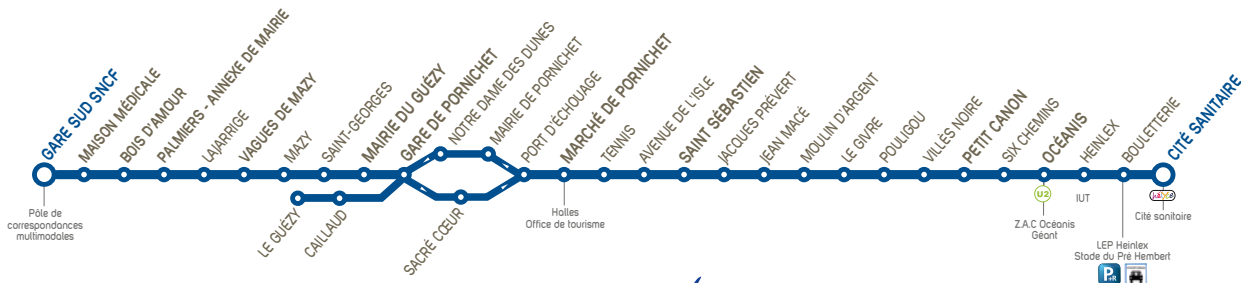 GARE SUD SNCF
MAISON MÉDICALE
BOIS D'AMOUR
PALMIERS - ANNEXE DE MAIRIE
LAJARRIGE
VAGUES DE MAZY
MAZY
SAINT-GEORGES
MAIRIE DU GUÉZY
GARE DE PORNICHET
NOTRE DAME DES DUNES
MAIRIE DE PORNICHET
PORT D'ÉCHOUAGE
MARCHÉ DE PORNICHET
TENNIS
AVENUE DE L'ISLE
SAINT SÉBASTIEN
JACQUES PRÉVERT
JEAN MACÉ
MOULIN D'ARGENT
LE GIVRE
POULIGOU
VILLÈS NOIRE
PETIT CANON
SIX CHEMINS
OCÉANIS
HEINLEX
BOULETTERIE
CITÉ SANITAIRE
LE GUÉZY
CAILLAUD
SACRÉ CŒUR
Pôle de
correspondances
multimodales
Halles
Office de tourisme
U2
Z.A.C Océanis
Géant
IUT
LEP Heinlex
Stade du Pré Hembert
P+R
hélYcé
Cité sanitaire